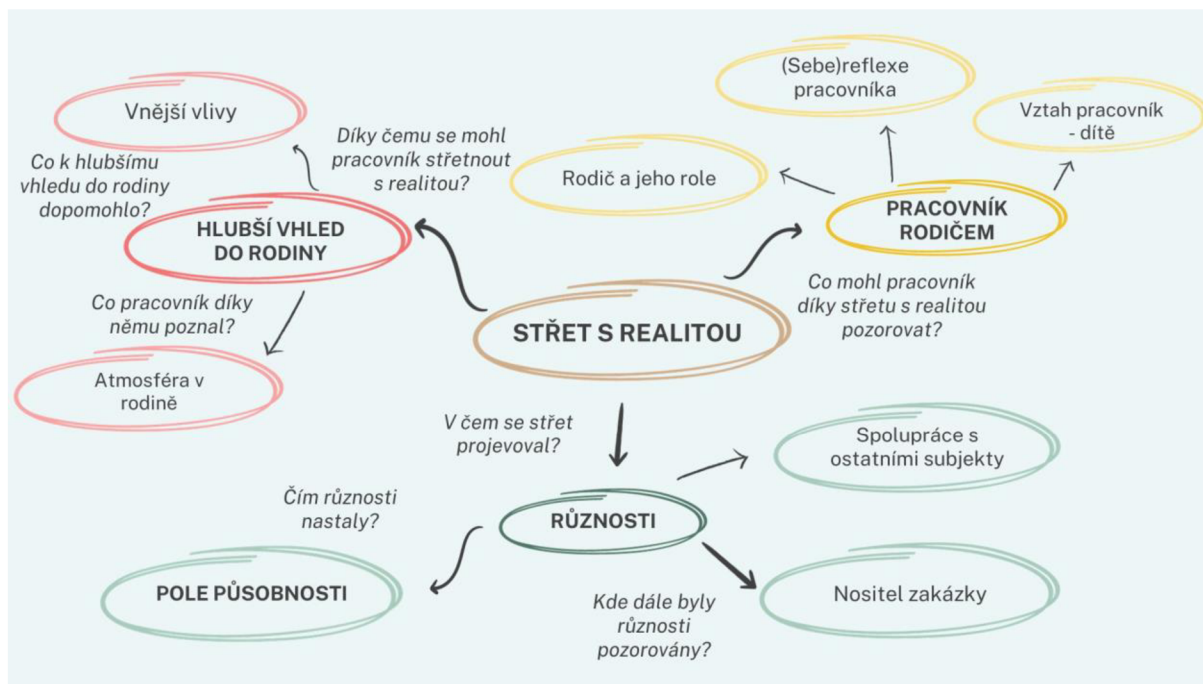 (Sebe)reflexe
pracovníka
Vnější vlivy
Vztah pracovník
- dítě
Díky čemu se mohl
pracovník střetnout
s realitou?
Co k hlubšímu
vhledu do rodiny
dopomohlo?
Rodič a jeho role
HLUBŠÍ VHLED
DO RODINY
PRACOVNÍK
RODIČEM
Co pracovník díky
němu poznal?
Co mohl pracovník
díky střetu s realitou
pozorovat?
STŘET S REALITOU
Atmosféra v
rodině
V čem se střet
projevoval?
Spolupráce s
ostatními subjekty
Čím různosti
nastaly?
RŮZNOSTI
POLE PŮSOBNOSTI
Nositel zakázky
Kde dále byly
různosti
pozorovány?